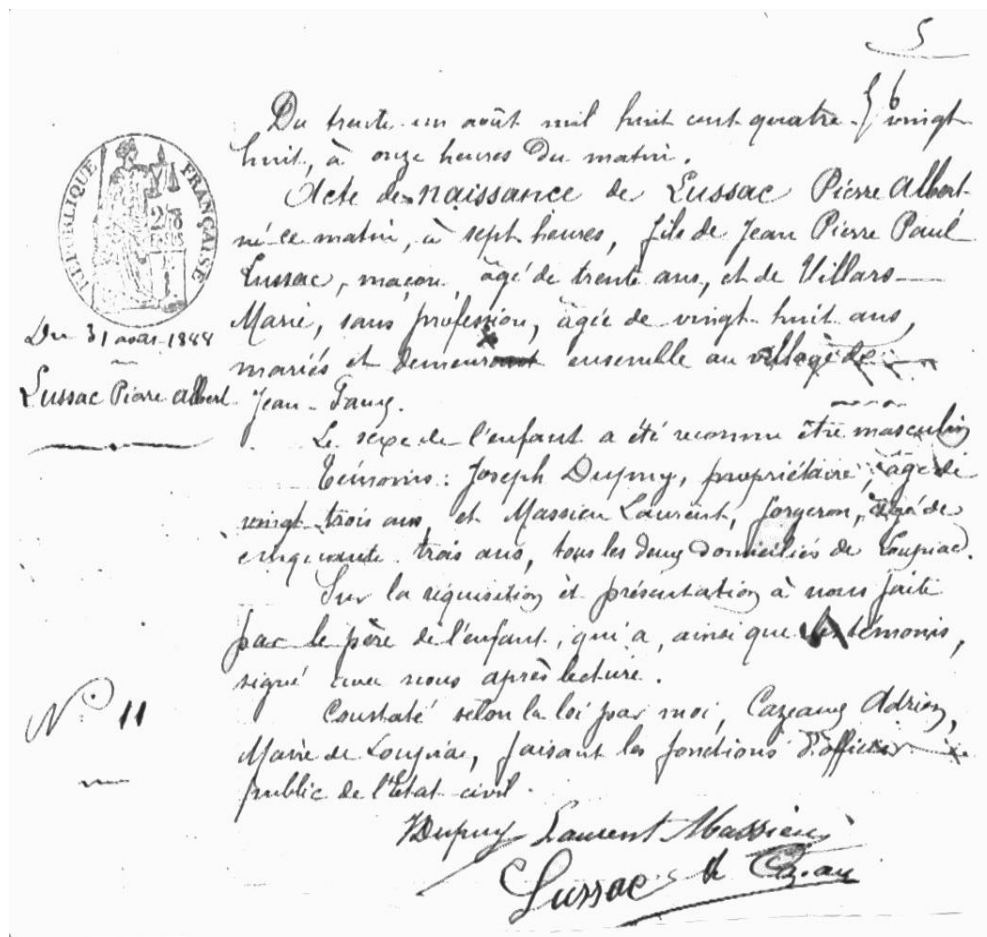 5
Du trente un août mil huit cent quatre vingt
huit, à onze heures du matin.
Acte de naissance de Lussac Pierre Albert
né ce matin, à sept heures, fils de Jean Pierre Paul
Lussac, maçon, âgé de trente ans, et de Villars
Marie, sans profession, âgée de vingt huit ans,
mariés et demeurant ensemble au village de
Jean-Faux.
Le sexe de l'enfant a été reconnu être masculin
Témoins: Joseph Dupuy, propriétaire, âgé de
vingt trois ans, et Massieu Laurent, forgeron, âgé de
cinquante trois ans, tous les deux domiciliés de Loupiac.
Sur la réquisition et présentation à nous faite
par le père de l'enfant, qui a, ainsi que les témoins,
signé avec nous après lecture.
Constaté selon la loi par moi, Cazeaux Adrien,
Maire de Loupiac, faisant les fonctions d'officier
public de l'Etat civil.
Dupuy Laurent Massieu
Lussac
RÉPUBLIQUE FRANÇAISE
Du 31 août 1888
Lussac Pierre Albert
N° 11